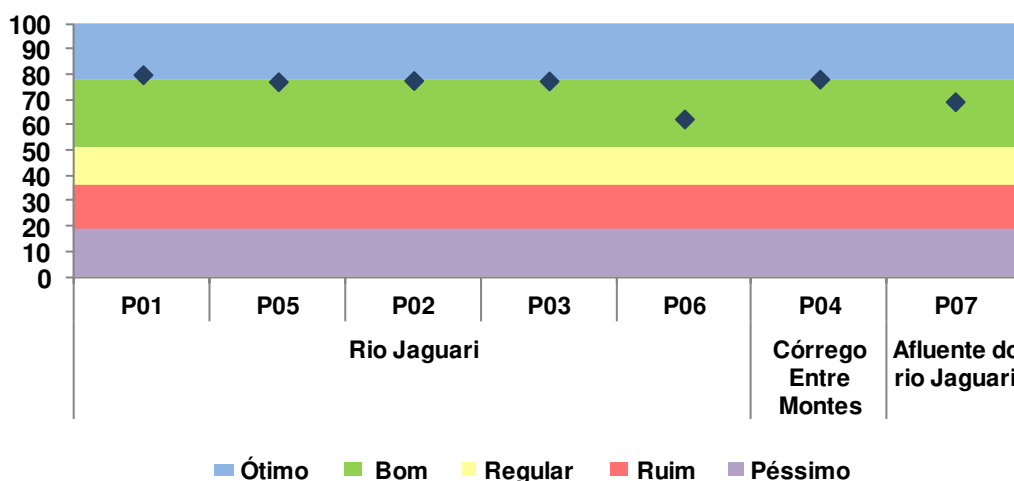 100
90
80
70
60
50
40
30
20
10
0
P01 P05 P02 P03 P06 P04 P07
Rio Jaguari
Córrego
Entre
Montes
Afluente do
rio Jaguari
Ótimo Bom Regular Ruim Péssimo